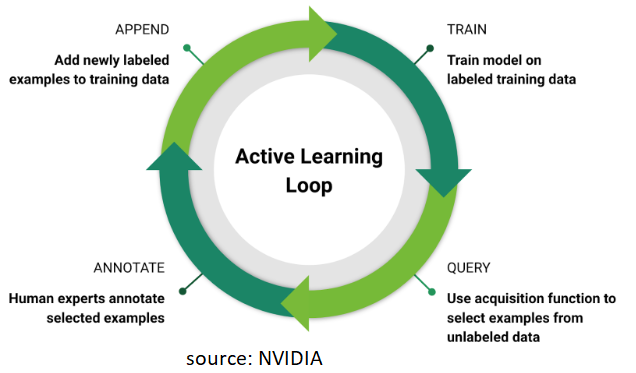 APPEND
Add newly labeled
examples to training data
TRAIN
Train model on
labeled training data
Active Learning
Loop
ANNOTATE
Human experts annotate
selected examples
QUERY
Use acquisition function to
select examples from
unlabeled data
source: NVIDIA